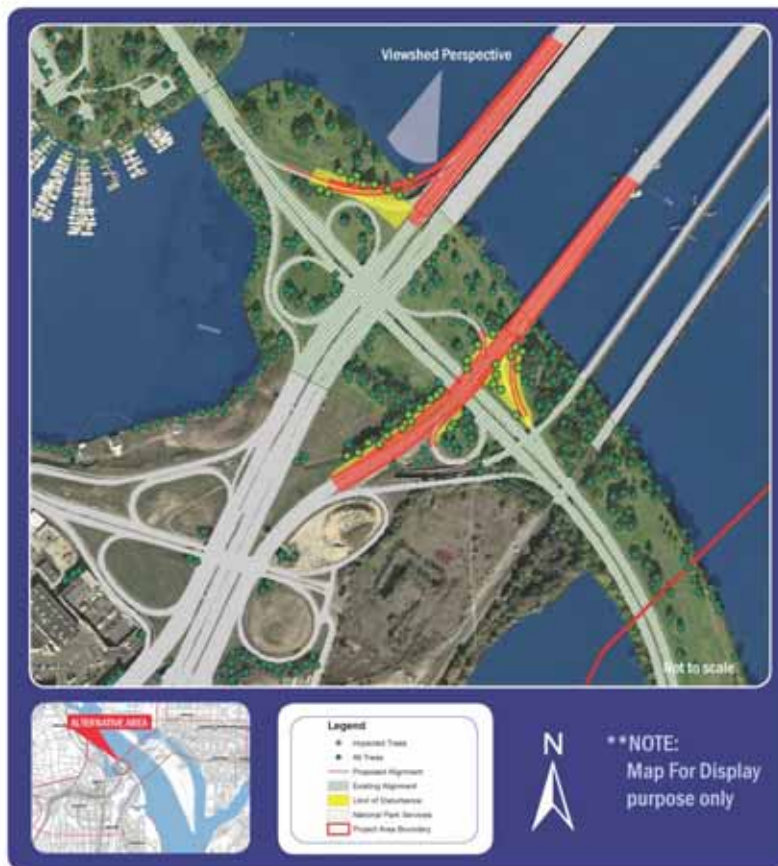 Viewshed Perspective
Not to scale
ALTERNATIVE AREA
Legend
Impacted Trees
All Trees
Proposed Alignment
Existing Alignment
Limit of Disturbance
National Park Services
Project Area Boundary
N
**NOTE:
Map For Display
purpose only